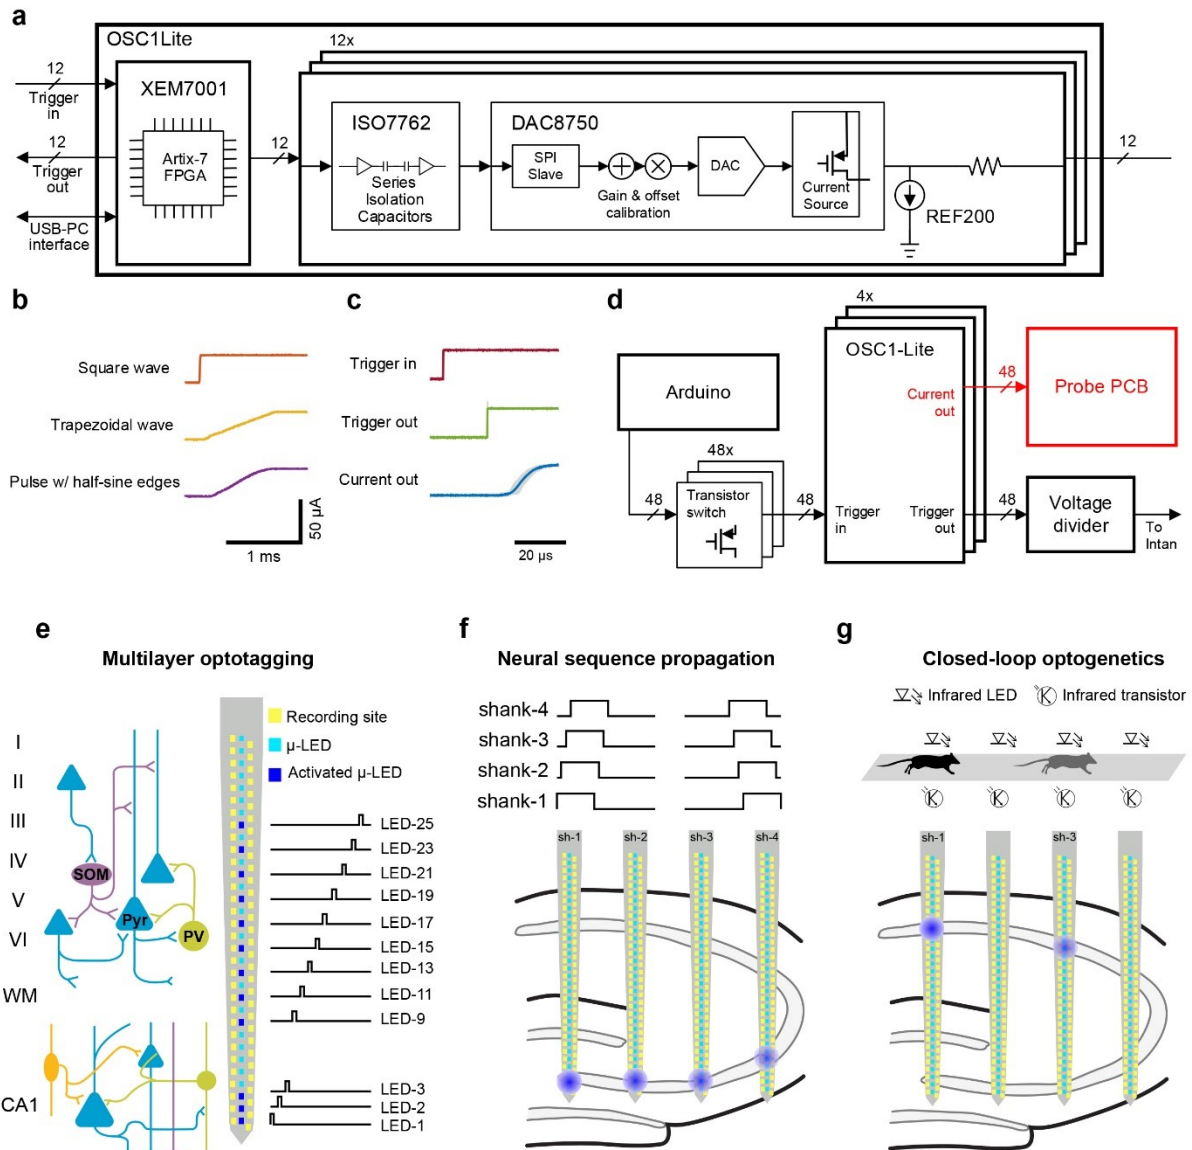 a
OSC1Lite
12x
12
Trigger
in
12
Trigger
out
USB-PC
interface
XEM7001
Artix-7
FPGA
12
ISO7762
Series
Isolation
Capacitors
DAC8750
SPI
Slave
Gain & offset
calibration
DAC
Current
Source
REF200
12
b
Square wave
Trapezoidal wave
Pulse w/ half-sine edges
50 µA
1 ms
c
Trigger in
Trigger out
Current out
20 µs
d
Arduino
48
48x
Transistor
switch
48
4x
OSC1-Lite
Current
out
Trigger
in
Trigger
out
48
Probe PCB
48
Voltage
divider
To
Intan
e
Multilayer optotagging
I
II
III
IV
V
VI
WM
CA1
SOM
Pyr
PV
Recording site
µ-LED
Activated µ-LED
LED-25
LED-23
LED-21
LED-19
LED-17
LED-15
LED-13
LED-11
LED-9
LED-3
LED-2
LED-1
f
Neural sequence propagation
shank-4
shank-3
shank-2
shank-1
sh-1 sh-2 sh-3 sh-4
g
Closed-loop optogenetics
Infrared LED Infrared transistor
sh-1 sh-3